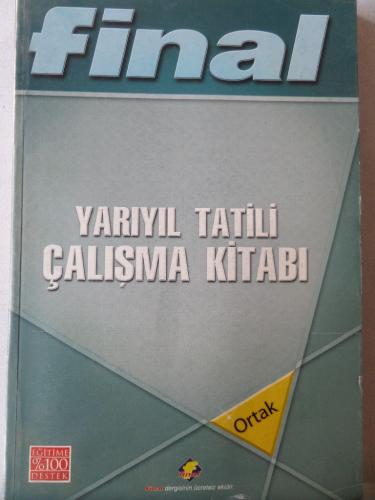 final
YARIYIL TATİLİ
ÇALIŞMA KİTABI
Ortak
EĞİTİME
%100
DESTEK
dergisinin ücretsiz ekidir.